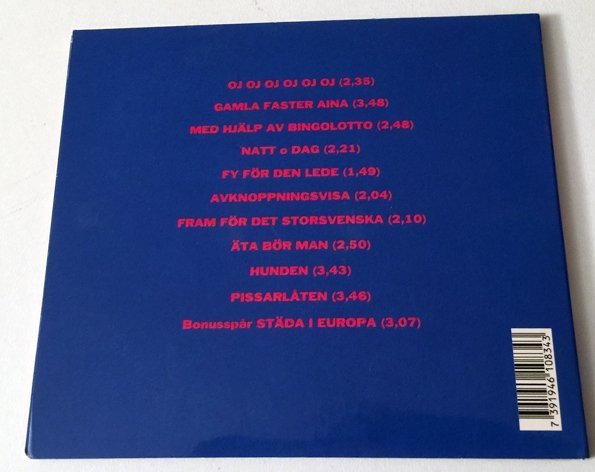 OJ OJ OJ OJ OJ OJ (2,35)
GAMLA FASTER AINA (3,48)
MED HJÄLP AV BINGOLOTTO (2,48)
NATT o DAG (2,21)
FY FÖR DEN LEDE (1,49)
AVKNOPPNINGSVISA (2,04)
FRAM FÖR DET STORSVENSKA (2,10)
ÄTA BÖR MAN (2,50)
HUNDEN (3,43)
PISSARLÅTEN (3,46)
Bonusspår STÄDA I EUROPA (3,07)
7 391946 108343